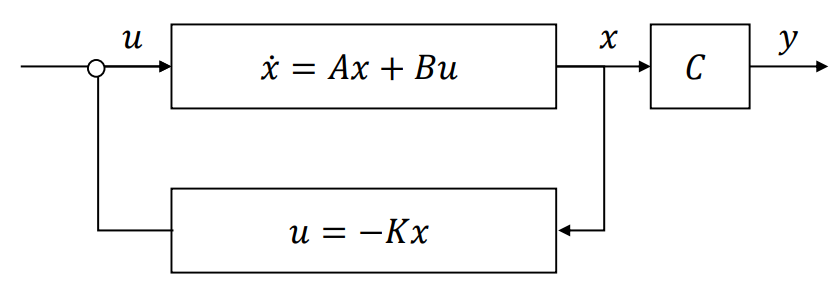 u
ẋ = Ax + Bu
x
C
y
u = −Kx